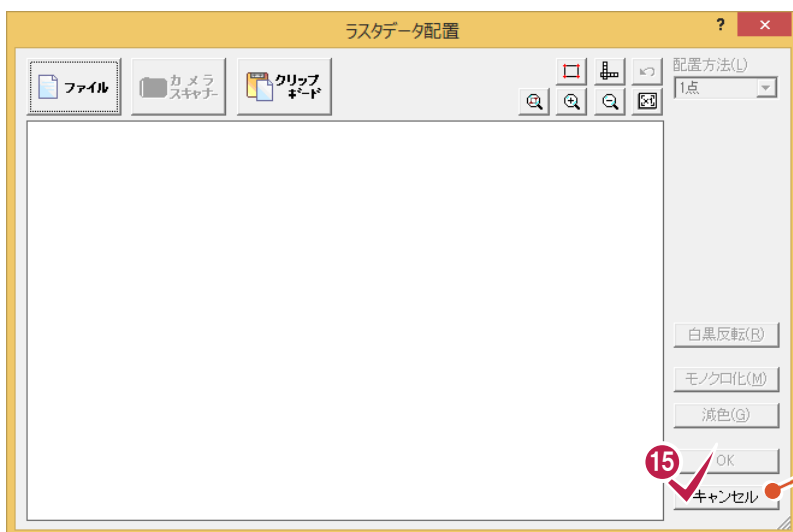 ラスタデータ配置
?
×
ファイル
カメラ
スキャナー
クリップ
ボード
配置方法(L)
1点
白黒反転(R)
モノクロ化(M)
減色(G)
OK
15
キャンセル